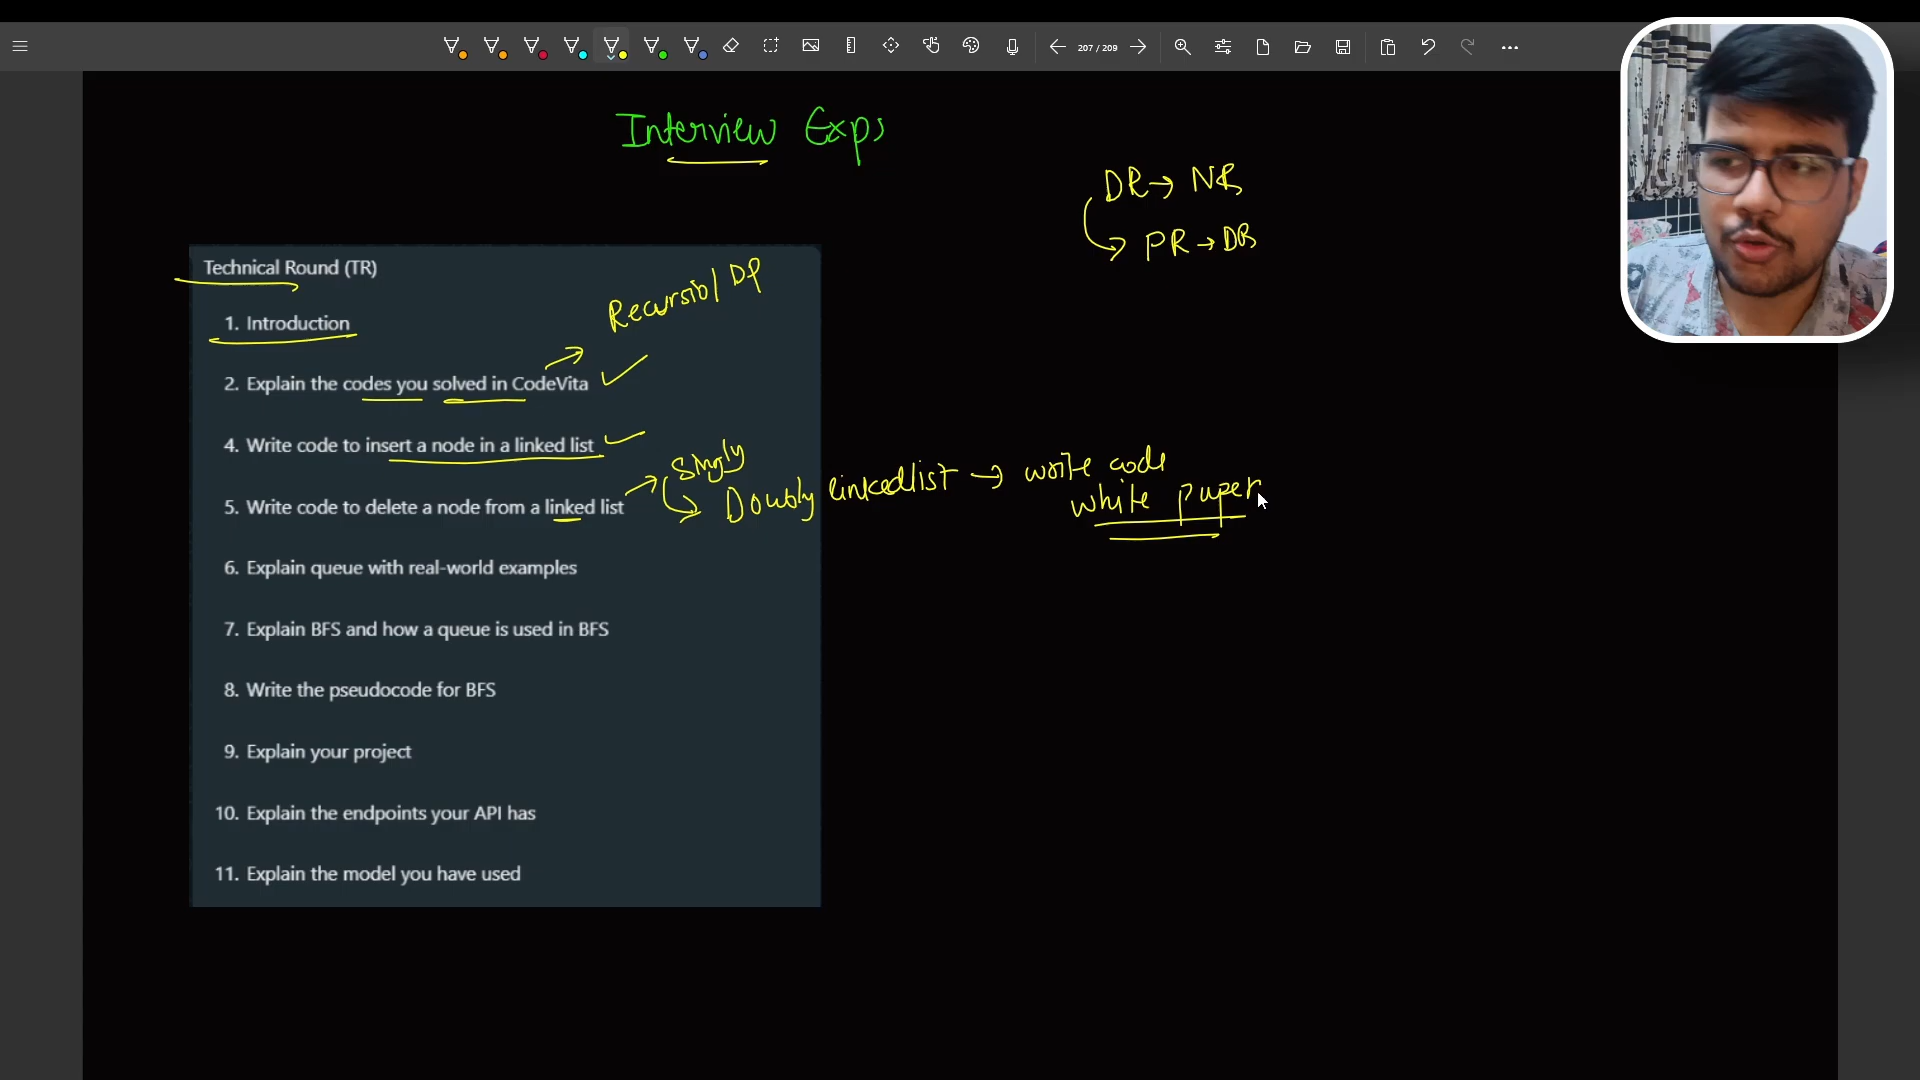 207 / 209
Interview Exps
DR → NR
PR → DR
Technical Round (TR)
1. Introduction
Recursio/ DP
2. Explain the codes you solved in CodeVita
4. Write code to insert a node in a linked list
Singly
Doubly linkedlist → write code
white paper
5. Write code to delete a node from a linked list
6. Explain queue with real-world examples
7. Explain BFS and how a queue is used in BFS
8. Write the pseudocode for BFS
9. Explain your project
10. Explain the endpoints your API has
11. Explain the model you have used